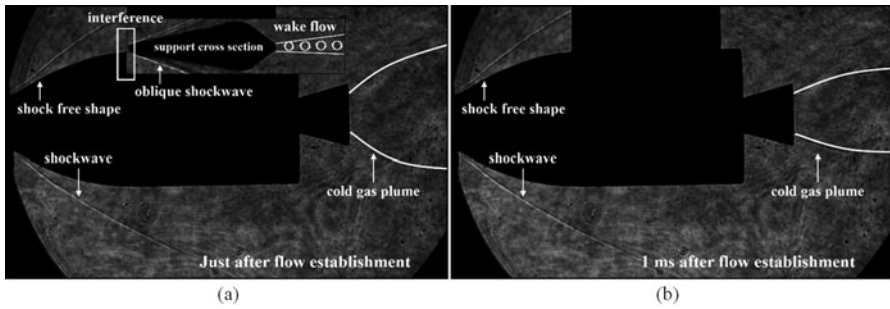 interference
wake flow
support cross section
oblique shockwave
shock free shape
shockwave
cold gas plume
Just after flow establishment
(a)
shock free shape
shockwave
cold gas plume
1 ms after flow establishment
(b)